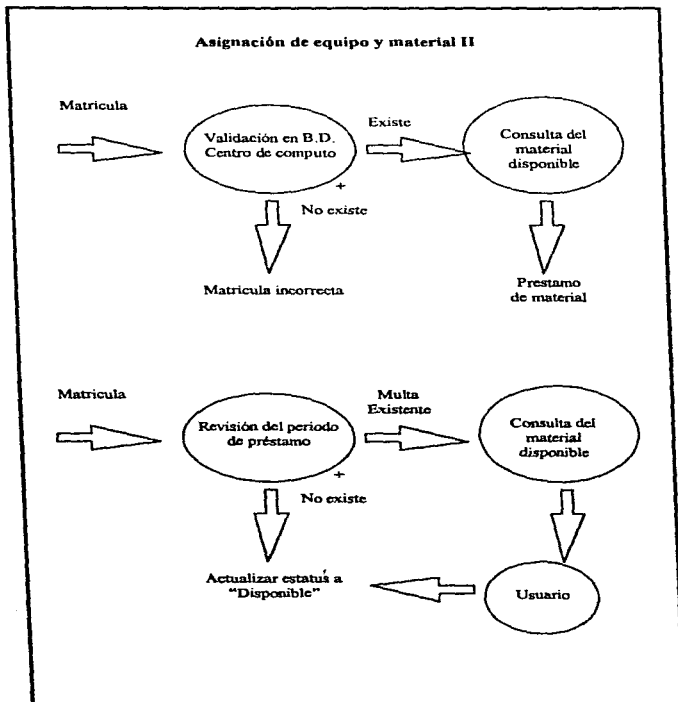 Asignación de equipo y material II
Matricula
Validación en B.D.
Centro de computo
+
Existe
Consulta del
material
disponible
No existe
Matricula incorrecta
Prestamo
de material
Matricula
Revisión del periodo
de préstamo
+
Multa
Existente
Consulta del
material
disponible
No existe
Actualizar estatus a
"Disponible"
Usuario